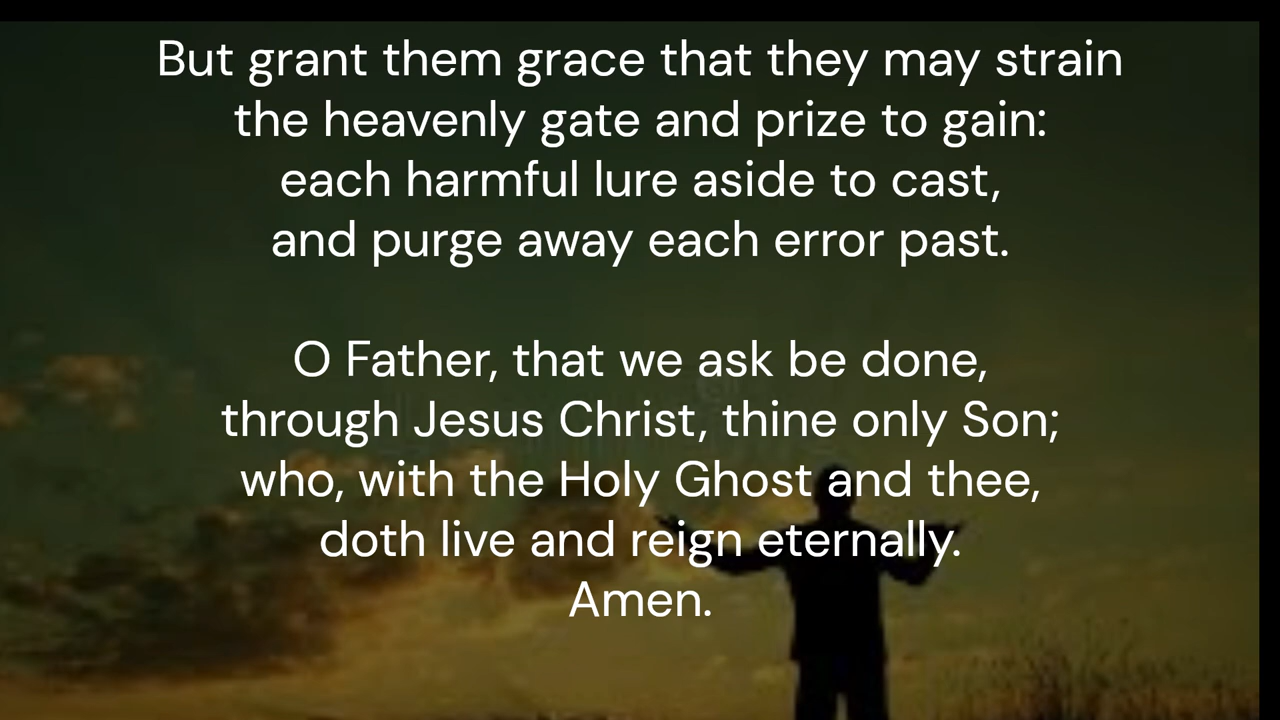 But grant them grace that they may strain
the heavenly gate and prize to gain:
each harmful lure aside to cast,
and purge away each error past.
O Father, that we ask be done,
through Jesus Christ, thine only Son;
who, with the Holy Ghost and thee,
doth live and reign eternally.
Amen.